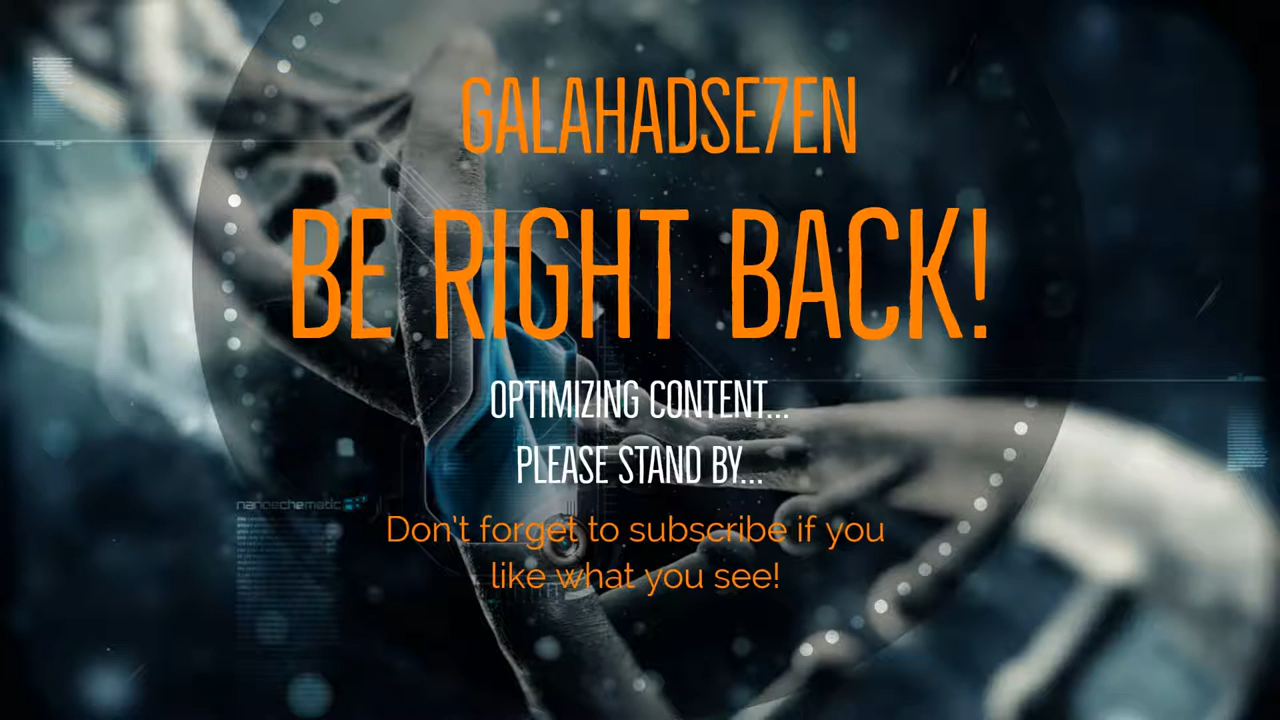 GALAHADSE7EN
BE RIGHT BACK!
OPTIMIZING CONTENT...
PLEASE STAND BY...
nanoschematic
Don't forget to subscribe if you
like what you see!